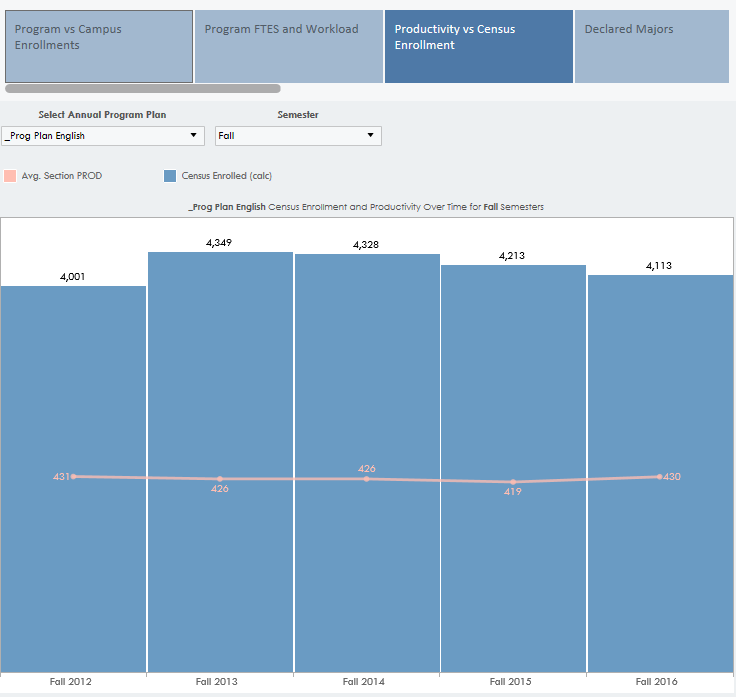 Program vs Campus
Enrollments
Program FTES and Workload
Productivity vs Census
Enrollment
Declared Majors
Select Annual Program Plan
Semester
_Prog Plan English
Fall
Avg. Section PROD
Census Enrolled (calc)
_Prog Plan English Census Enrollment and Productivity Over Time for Fall Semesters
4,001
4,349
4,328
4,213
4,113
431
426
426
419
430
Fall 2012
Fall 2013
Fall 2014
Fall 2015
Fall 2016